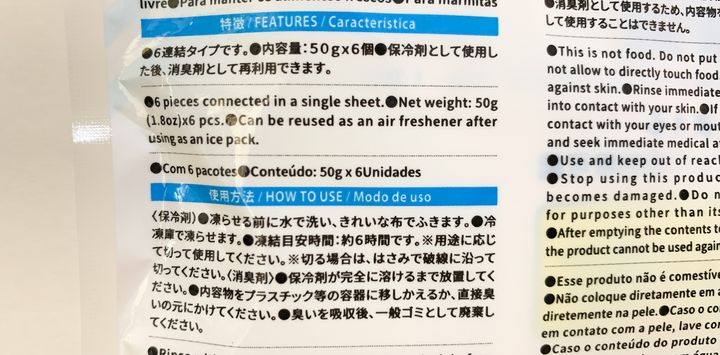 livre●Para manter os alimentos frescos●Para marmitas
特徴/FEATURES/Característica
●6連結タイプです。●内容量:50gx6個●保冷剤として使用し
た後、消臭剤として再利用できます。
●6 pieces connected in a single sheet.●Net weight: 50g
(1.8oz)x6 pcs.●Can be reused as an air freshener after
using as an ice pack.
●Com 6 pacotes●Conteúdo: 50g x 6Unidades
使用方法/HOW TO USE/Modo de uso
〈保冷剤〉●凍らせる前に水で洗い、きれいな布でふきます。●冷
凍庫で凍らせます。●凍結目安時間:約6時間です。※用途に応じ
て切って使用してください。※切る場合は、はさみで破線に沿って
切ってください。〈消臭剤〉●保冷剤が完全に溶けるまで放置してく
ださい。●内容物をプラスチック等の容器に移しかえるか、直接臭
いの元にかけてください。●臭いを吸収後、一般ゴミとして廃棄し
てください。
●消臭剤として使用するため、内容物を
して使用することはできません。
●This is not food. Do not put
not allow to directly touch food.
against skin.●Rinse immediate
into contact with your skin.●If
contact with your eyes or mou
and seek immediate medical a
●Use and keep out of reac
●Stop using this produc
becomes damaged.●Do n
for purposes other than its
●After emptying the contents to
the product cannot be used agai
●Esse produto não é comestíve
●Não coloque diretamente em a
diretamente na pele.●Caso o co
em contato com a pele, lave co
●Caso o conteúdo do produto